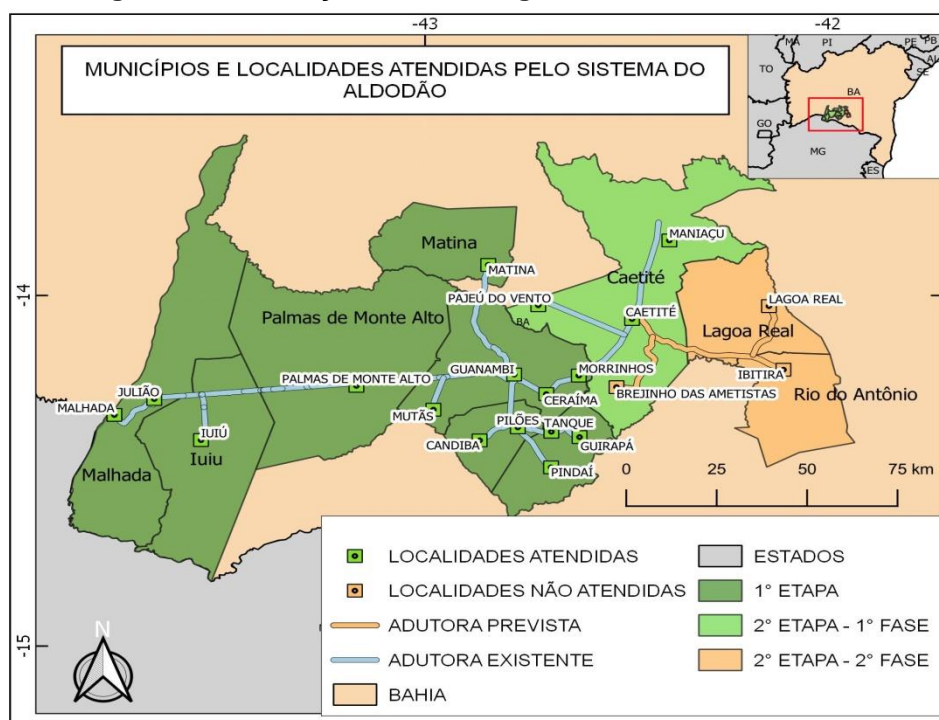 -43
-42
MUNICÍPIOS E LOCALIDADES ATENDIDAS PELO SISTEMA DO
ALDODÃO
MA
PI
PE
PB
AL
SE
TO
BA
GO
MG
ES
-14
-15
Matina
MATINA
MANIAÇU
Caetité
PAJEÚ DO VENTO
BA
CAETITÉ
LAGOA REAL
Lagoa Real
Palmas de Monte Alto
GUANAMBI
MORRINHOS
IBITIRA
JULIÃO
PALMAS DE MONTE ALTO
CERAÍMA
BREJINHO DAS AMETISTAS
Rio do Antônio
MALHADA
MUTÃS
PILÕES
TANQUE
IUIÚ
CANDIBA
GUIRAPÁ
Malhada
Iuiu
PINDAÍ
0 25 50 75 km
LOCALIDADES ATENDIDAS
LOCALIDADES NÃO ATENDIDAS
ADUTORA PREVISTA
ADUTORA EXISTENTE
BAHIA
ESTADOS
1° ETAPA
2° ETAPA - 1° FASE
2° ETAPA - 2° FASE
N